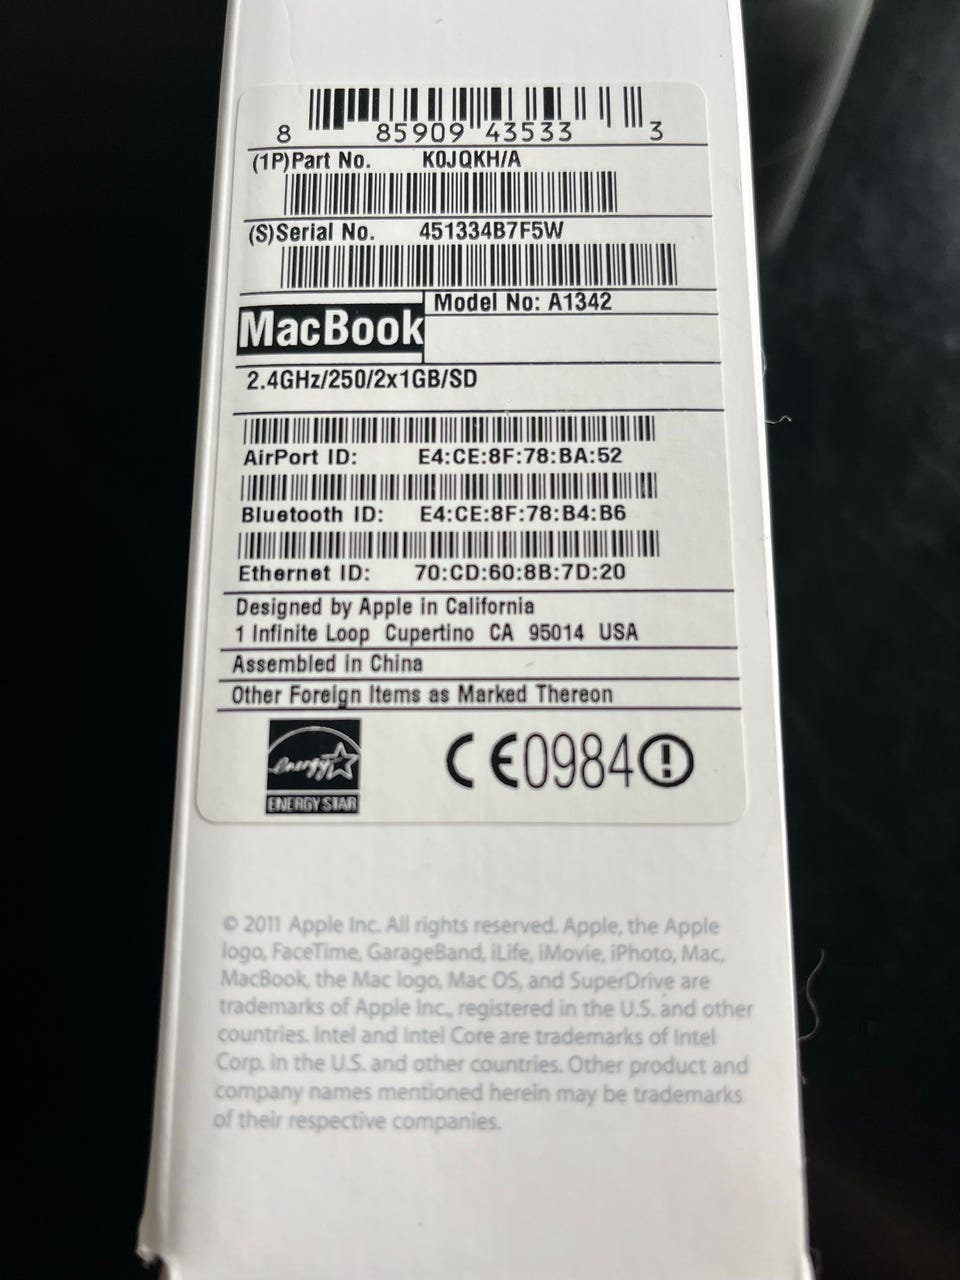 8 85909 43533 3
(1P)Part No. K0JQKH/A
(S)Serial No. 451334B7F5W
Model No: A1342
MacBook
2.4GHz/250/2x1GB/SD
AirPort ID: E4:CE:8F:78:BA:52
Bluetooth ID: E4:CE:8F:78:B4:B6
Ethernet ID: 70:CD:60:8B:7D:20
Designed by Apple in California
1 Infinite Loop Cupertino CA 95014 USA
Assembled in China
Other Foreign Items as Marked Thereon
energy
ENERGY STAR
CE0984
© 2011 Apple Inc. All rights reserved. Apple, the Apple
logo, FaceTime, GarageBand, iLife, iMovie, iPhoto, Mac,
MacBook, the Mac logo, Mac OS, and SuperDrive are
trademarks of Apple Inc., registered in the U.S. and other
countries. Intel and Intel Core are trademarks of Intel
Corp. in the U.S. and other countries. Other product and
company names mentioned herein may be trademarks
of their respective companies.